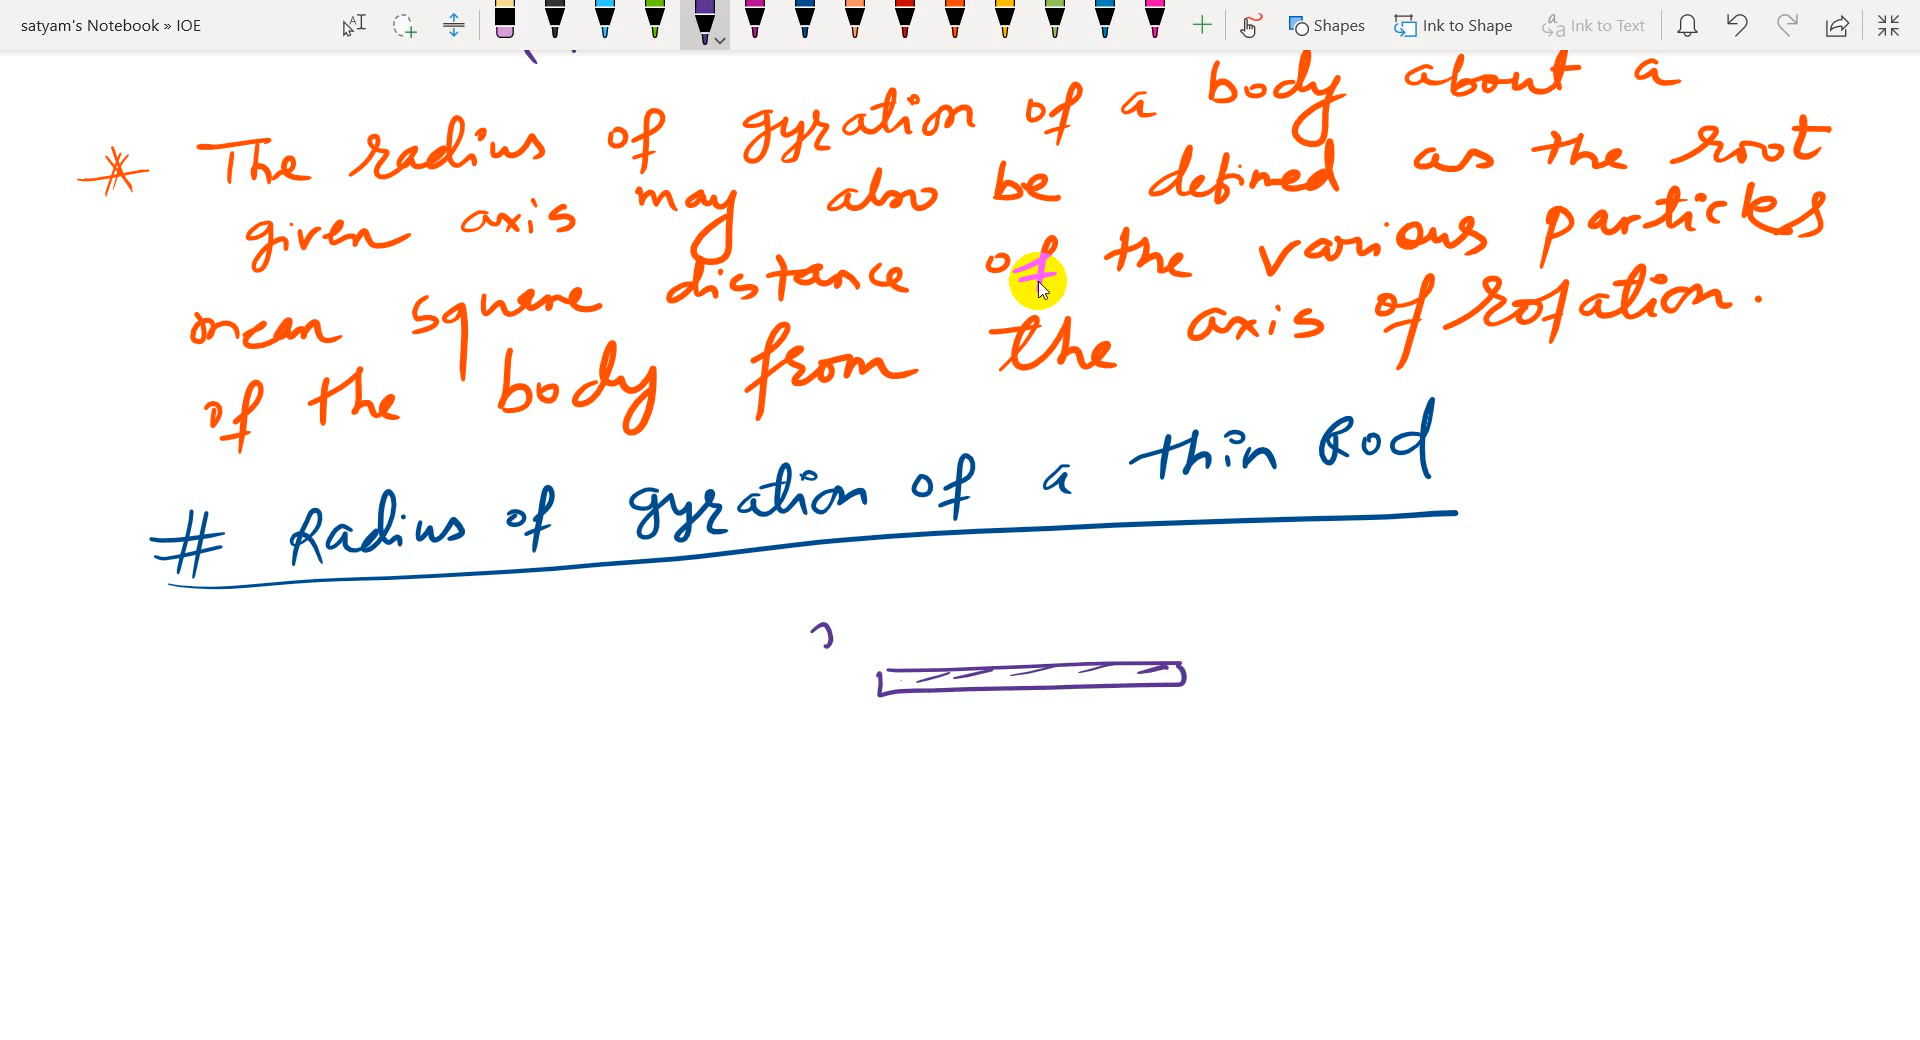 satyam's Notebook » IOE
Shapes
Ink to Shape
Ink to Text
* The radius of gyration of a body about a
given axis may also be defined as the root
mean square distance of the various particles
of the body from the axis of rotation.
# Radius of gyration of a thin Rod